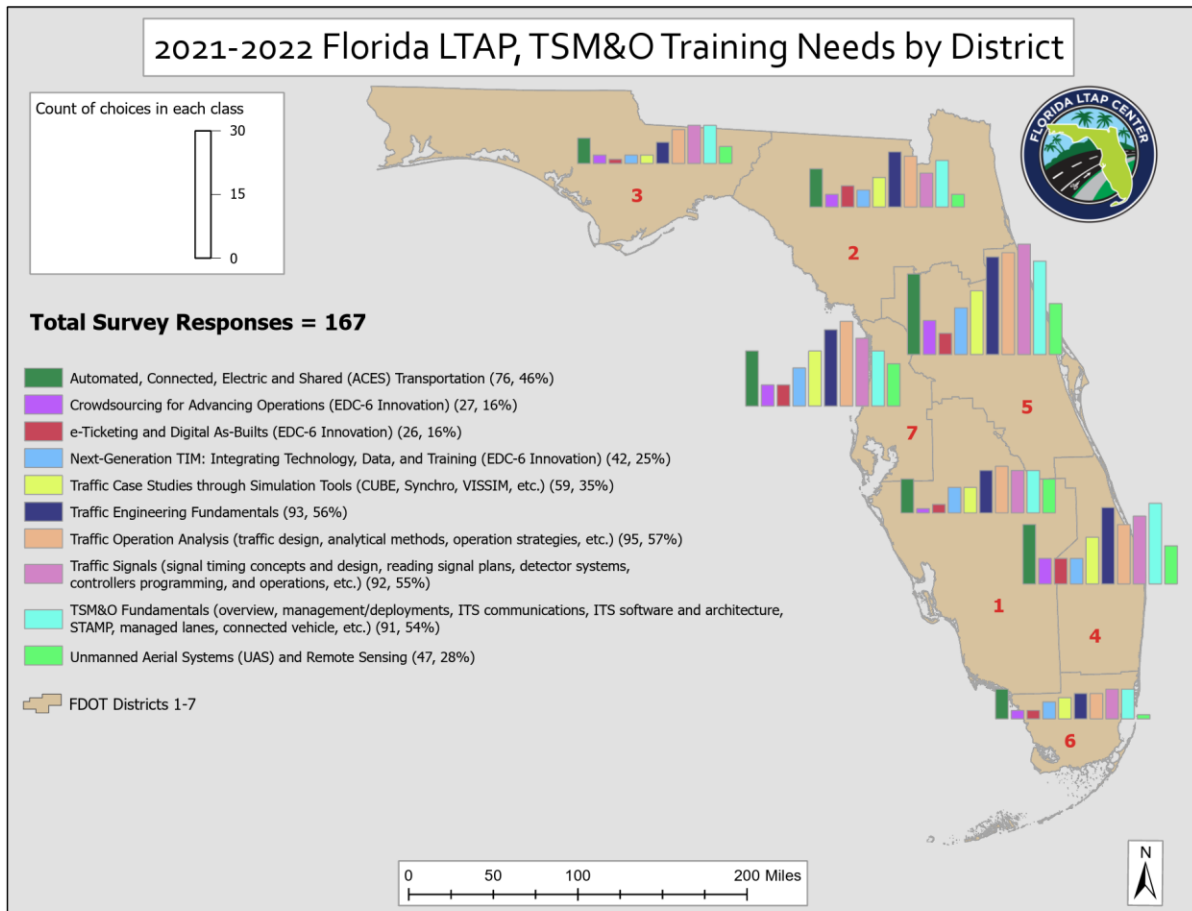 2021-2022 Florida LTAP, TSM&O Training Needs by District
Count of choices in each class
30
15
0
FLORIDA LTAP CENTER
3
2
Total Survey Responses = 167
Automated, Connected, Electric and Shared (ACES) Transportation (76, 46%)
Crowdsourcing for Advancing Operations (EDC-6 Innovation) (27, 16%)
e-Ticketing and Digital As-Builts (EDC-6 Innovation) (26, 16%)
Next-Generation TIM: Integrating Technology, Data, and Training (EDC-6 Innovation) (42, 25%)
Traffic Case Studies through Simulation Tools (CUBE, Synchro, VISSIM, etc.) (59, 35%)
Traffic Engineering Fundamentals (93, 56%)
Traffic Operation Analysis (traffic design, analytical methods, operation strategies, etc.) (95, 57%)
Traffic Signals (signal timing concepts and design, reading signal plans, detector systems,
controllers programming, and operations, etc.) (92, 55%)
TSM&O Fundamentals (overview, management/deployments, ITS communications, ITS software and architecture,
STAMP, managed lanes, connected vehicle, etc.) (91, 54%)
Unmanned Aerial Systems (UAS) and Remote Sensing (47, 28%)
FDOT Districts 1-7
5
7
1
4
6
0 50 100 200 Miles
N